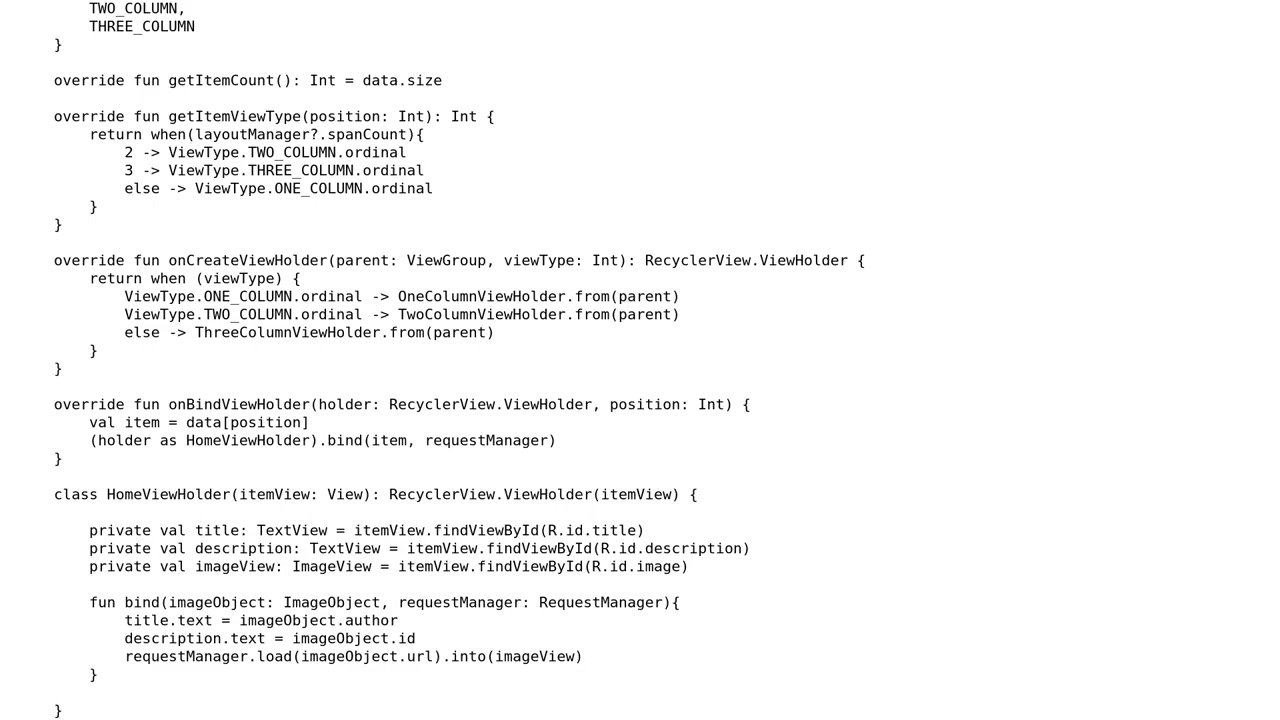 TWO_COLUMN,
        THREE_COLUMN
    }

    override fun getItemCount(): Int = data.size

    override fun getItemViewType(position: Int): Int {
        return when(layoutManager?.spanCount){
            2 -> ViewType.TWO_COLUMN.ordinal
            3 -> ViewType.THREE_COLUMN.ordinal
            else -> ViewType.ONE_COLUMN.ordinal
        }
    }

    override fun onCreateViewHolder(parent: ViewGroup, viewType: Int): RecyclerView.ViewHolder {
        return when (viewType) {
            ViewType.ONE_COLUMN.ordinal -> OneColumnViewHolder.from(parent)
            ViewType.TWO_COLUMN.ordinal -> TwoColumnViewHolder.from(parent)
            else -> ThreeColumnViewHolder.from(parent)
        }
    }

    override fun onBindViewHolder(holder: RecyclerView.ViewHolder, position: Int) {
        val item = data[position]
        (holder as HomeViewHolder).bind(item, requestManager)
    }

    class HomeViewHolder(itemView: View): RecyclerView.ViewHolder(itemView) {

        private val title: TextView = itemView.findViewById(R.id.title)
        private val description: TextView = itemView.findViewById(R.id.description)
        private val imageView: ImageView = itemView.findViewById(R.id.image)

        fun bind(imageObject: ImageObject, requestManager: RequestManager){
            title.text = imageObject.author
            description.text = imageObject.id
            requestManager.load(imageObject.url).into(imageView)
        }

    }